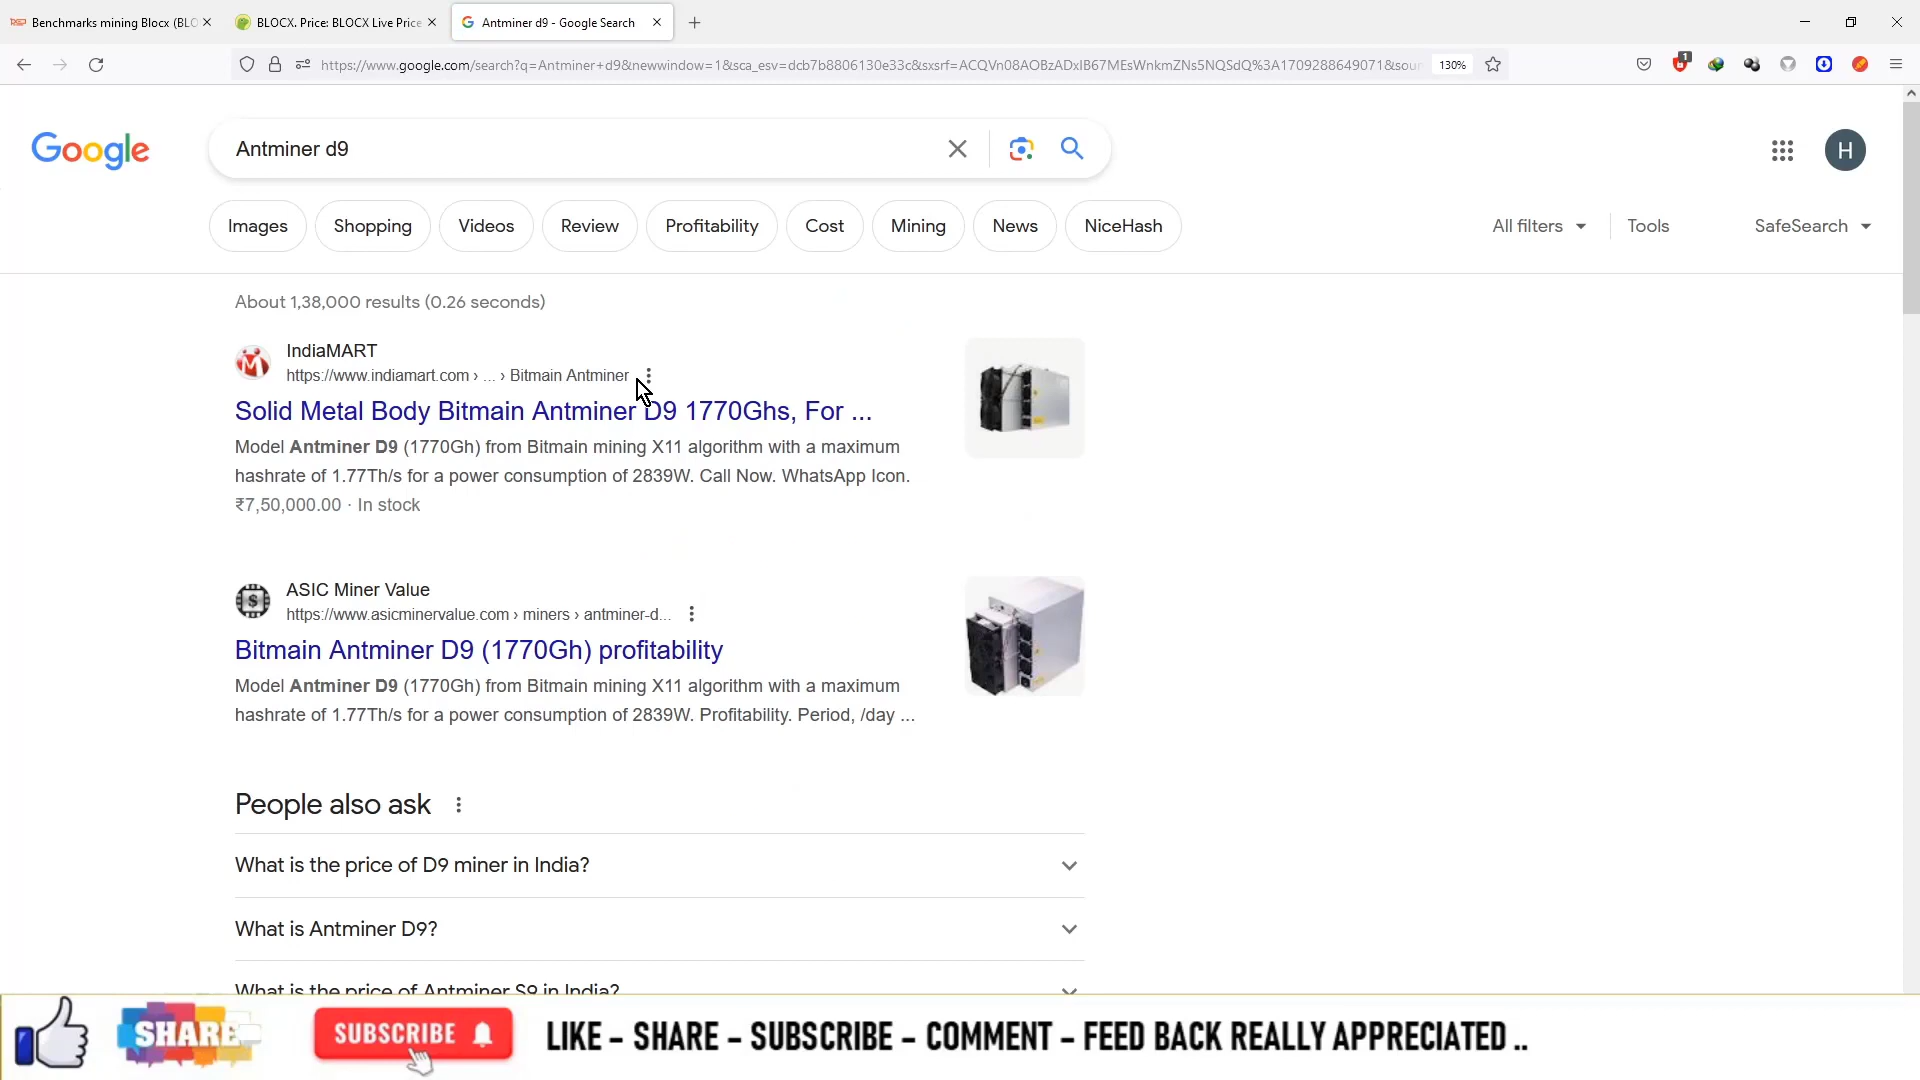 Benchmarks mining Blocx (BLO
BLOCX. Price: BLOCX Live Price
Antminer d9 - Google Search
https://www.google.com/search?q=Antminer+d9&newwindow=1&sca_esv=dcb7b8806130e33c&sxsrf=ACQVn08AOBzADxIB67MEsWnkmZNs5NQSdQ%3A1709288649071&sour
130%
1
Google
Antminer d9
H
Images
Shopping
Videos
Review
Profitability
Cost
Mining
News
NiceHash
All filters
Tools
SafeSearch
About 1,38,000 results (0.26 seconds)
IndiaMART
https://www.indiamart.com › ... › Bitmain Antminer
Solid Metal Body Bitmain Antminer D9 1770Ghs, For ...
Model Antminer D9 (1770Gh) from Bitmain mining X11 algorithm with a maximum
hashrate of 1.77Th/s for a power consumption of 2839W. Call Now. WhatsApp Icon.
₹7,50,000.00 · In stock
ASIC Miner Value
https://www.asicminervalue.com › miners › antminer-d...
Bitmain Antminer D9 (1770Gh) profitability
Model Antminer D9 (1770Gh) from Bitmain mining X11 algorithm with a maximum
hashrate of 1.77Th/s for a power consumption of 2839W. Profitability. Period, /day ...
People also ask
What is the price of D9 miner in India?
What is Antminer D9?
What is the price of Antminer S9 in India?
SHARE
SUBSCRIBE
LIKE - SHARE - SUBSCRIBE - COMMENT - FEED BACK REALLY APPRECIATED ..